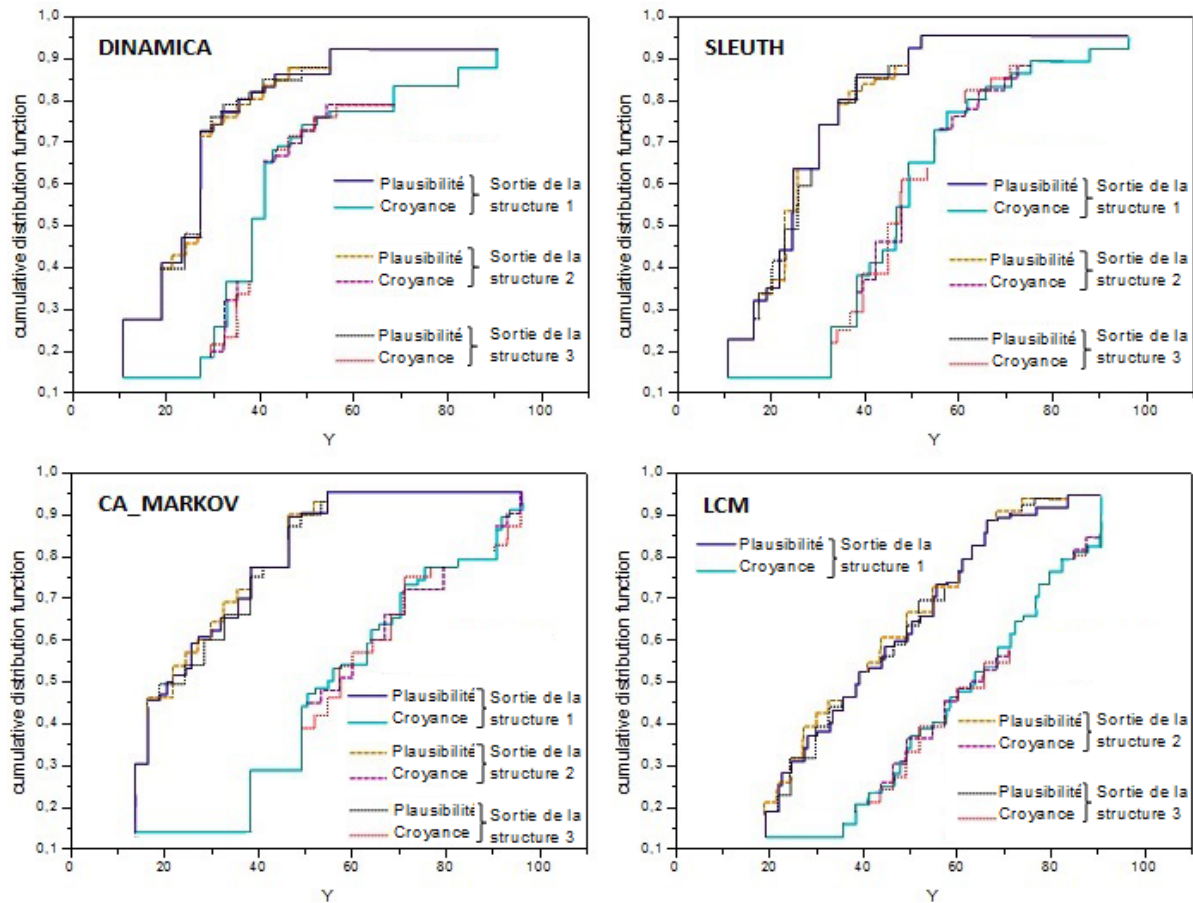 DINAMICA
cumulative distribution function
1,0
0,9
0,8
0,7
0,6
0,5
0,4
0,3
0,2
0,1
Plausibilité
Croyance
Sortie de la
structure 1
Plausibilité
Croyance
Sortie de la
structure 2
Plausibilité
Croyance
Sortie de la
structure 3
0 20 40 60 80 100
Y
SLEUTH
cumulative distribution function
1,0
0,9
0,8
0,7
0,6
0,5
0,4
0,3
0,2
0,1
Plausibilité
Croyance
Sortie de la
structure 1
Plausibilité
Croyance
Sortie de la
structure 2
Plausibilité
Croyance
Sortie de la
structure 3
0 20 40 60 80 100
Y
CA_MARKOV
cumulative distribution function
1,0
0,9
0,8
0,7
0,6
0,5
0,4
0,3
0,2
0,1
Plausibilité
Croyance
Sortie de la
structure 1
Plausibilité
Croyance
Sortie de la
structure 2
Plausibilité
Croyance
Sortie de la
structure 3
0 20 40 60 80 100
Y
LCM
cumulative distribution function
1,0
0,9
0,8
0,7
0,6
0,5
0,4
0,3
0,2
0,1
Plausibilité
Croyance
Sortie de la
structure 1
Plausibilité
Croyance
Sortie de la
structure 2
Plausibilité
Croyance
Sortie de la
structure 3
0 20 40 60 80 100
Y